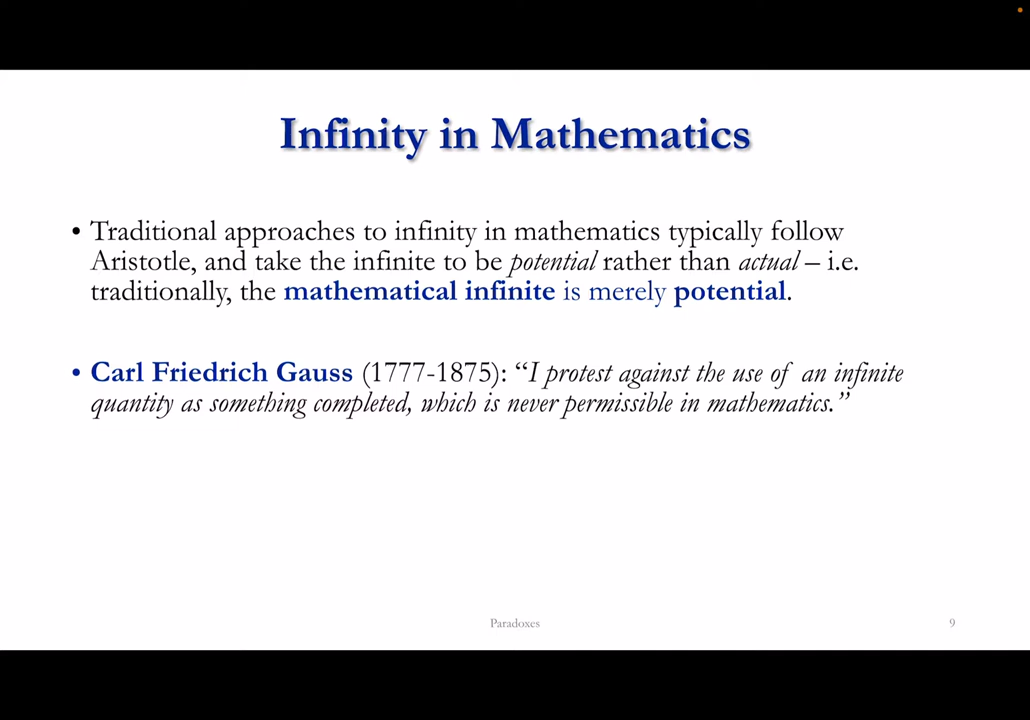 Infinity in Mathematics
• Traditional approaches to infinity in mathematics typically follow
Aristotle, and take the infinite to be potential rather than actual – i.e.
traditionally, the mathematical infinite is merely potential.
• Carl Friedrich Gauss (1777-1875): “I protest against the use of an infinite
quantity as something completed, which is never permissible in mathematics.”
Paradoxes
9